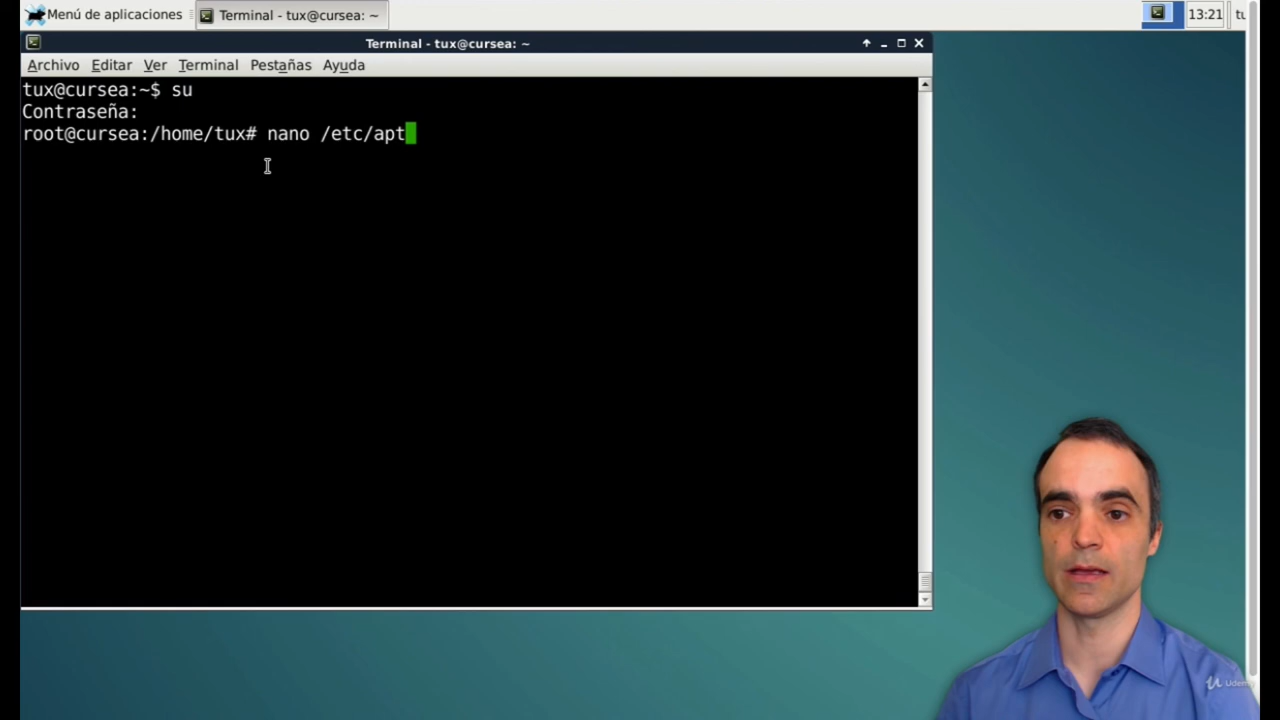 Menú de aplicaciones
Terminal - tux@cursea: ~
13:21
tu
Terminal - tux@cursea: ~
Archivo Editar Ver Terminal Pestañas Ayuda
tux@cursea:~$ su
Contraseña:
root@cursea:/home/tux# nano /etc/apt